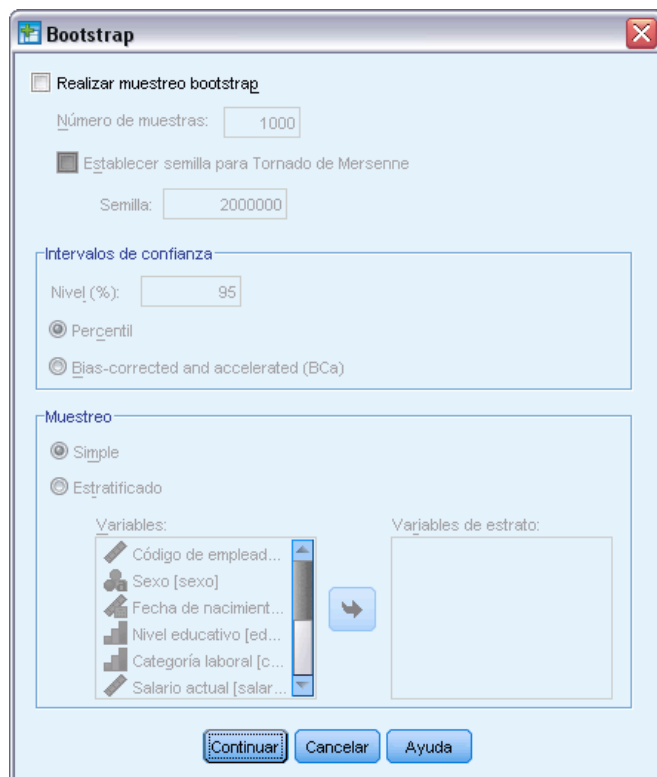 Bootstrap
Realizar muestreo bootstrap
Número de muestras: 1000
Establecer semilla para Tornado de Mersenne
Semilla: 2000000
Intervalos de confianza
Nivel (%): 95
Percentil
Bias-corrected and accelerated (BCa)
Muestreo
Simple
Estratificado
Variables:
Código de emplead...
Sexo [sexo]
Fecha de nacimient...
Nivel educativo [ed...
Categoría laboral [c...
Salario actual [salar...
Variables de estrato:
Continuar Cancelar Ayuda